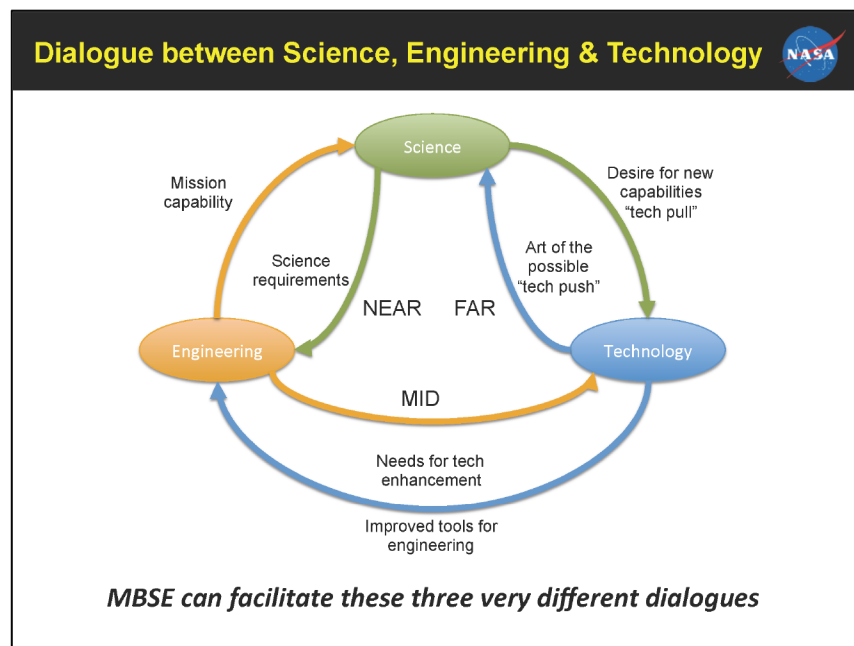 Dialogue between Science, Engineering & Technology
NASA
Science
Mission
capability
Desire for new
capabilities
“tech pull”
Science
requirements
Art of the
possible
“tech push”
NEAR
FAR
Engineering
Technology
MID
Needs for tech
enhancement
Improved tools for
engineering
MBSE can facilitate these three very different dialogues